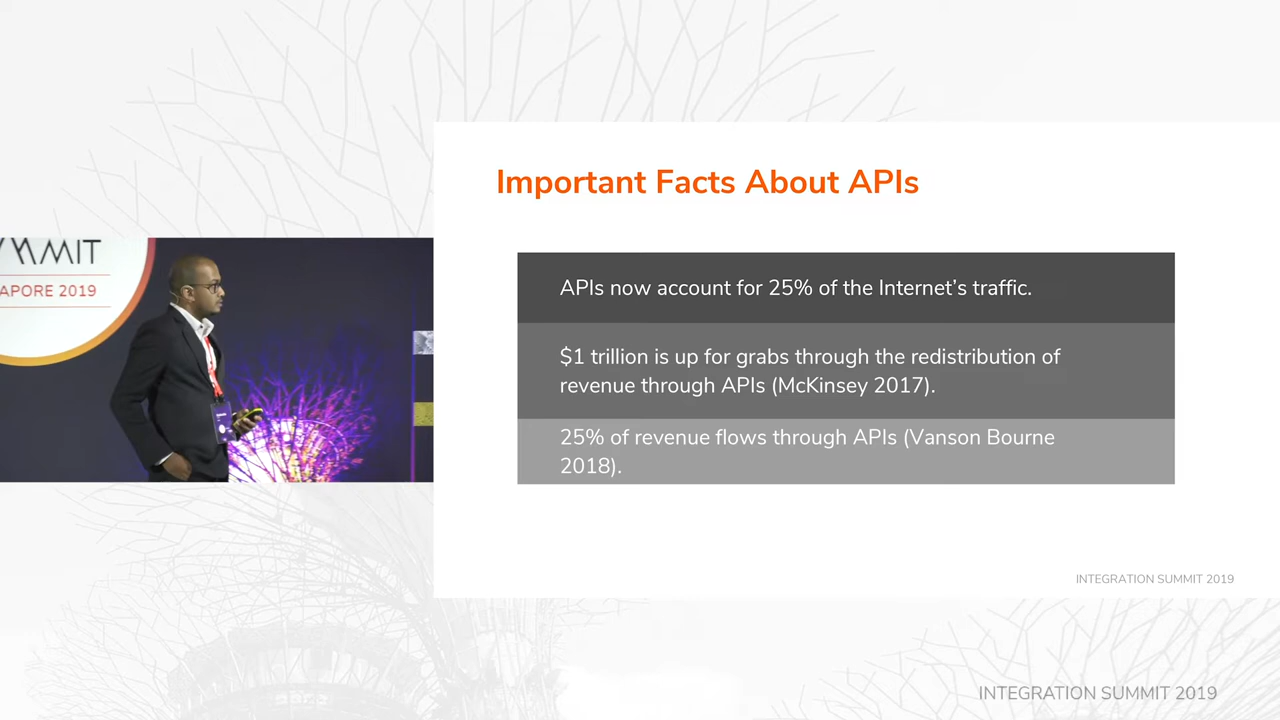 Important Facts About APIs
APIs now account for 25% of the Internet's traffic.
$1 trillion is up for grabs through the redistribution of
revenue through APIs (McKinsey 2017).
25% of revenue flows through APIs (Vanson Bourne
2018).
INTEGRATION SUMMIT 2019
MMIT
APORE 2019
INTEGRATION SUMMIT 2019